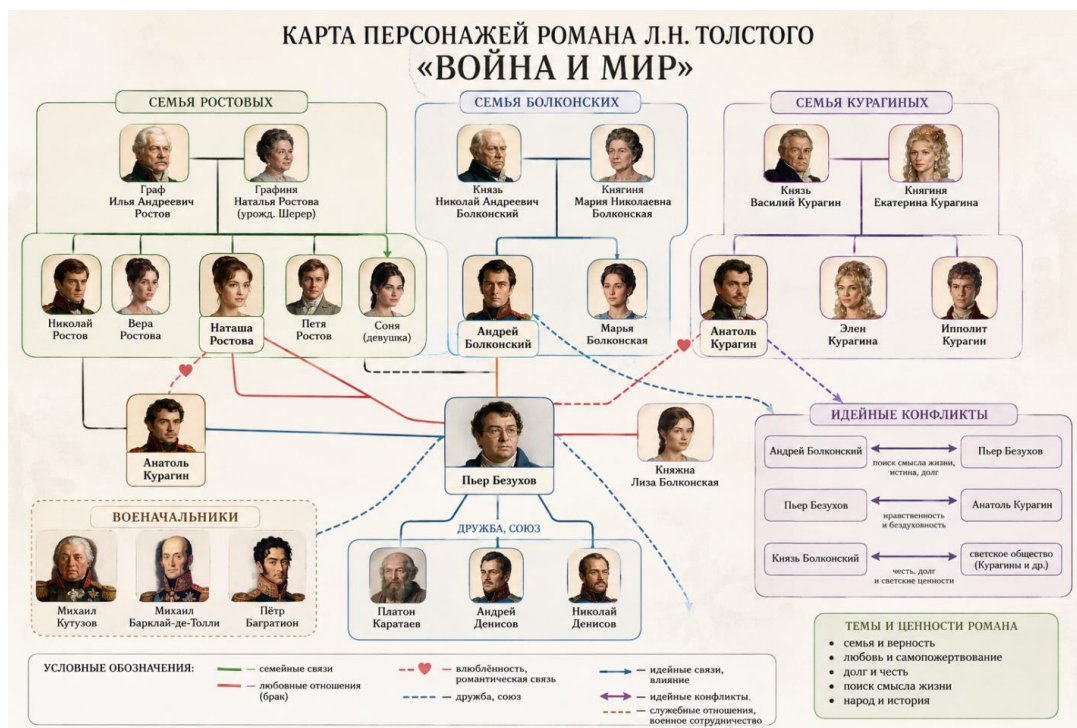 КАРТА ПЕРСОНАЖЕЙ РОМАНА Л.Н. ТОЛСТОГО
«ВОЙНА И МИР»
СЕМЬЯ РОСТОВЫХ
Граф
Илья Андреевич
Ростов
Графиня
Наталья Ростова
(урожд. Шерер)
Николай
Ростов
Вера
Ростова
Наташа
Ростова
Петя
Ростов
Соня
(девушка)
СЕМЬЯ БОЛКОНСКИХ
Князь
Николай Андреевич
Болконский
Княгиня
Мария Николаевна
Болконская
Андрей
Болконский
Марья
Болконская
СЕМЬЯ КУРАГИНЫХ
Князь
Василий Курагин
Княгиня
Екатерина Курагина
Анатоль
Курагин
Элен
Курагина
Ипполит
Курагин
Анатоль
Курагин
Пьер Безухов
Княжна
Лиза Болконская
ВОЕНАЧАЛЬНИКИ
Михаил
Кутузов
Михаил
Барклай-де-Толли
Пётр
Багратион
ДРУЖБА, СОЮЗ
Платон
Каратаев
Андрей
Денисов
Николай
Денисов
ИДЕЙНЫЕ КОНФЛИКТЫ
Андрей Болконский
поиск смысла жизни,
истина, долг
Пьер Безухов
Пьер Безухов
нравственность
и бездуховность
Анатоль Курагин
Князь Болконский
честь, долг
и светские ценности
светское общество
(Курагины и др.)
ТЕМЫ И ЦЕННОСТИ РОМАНА
• семья и верность
• любовь и самопожертвование
• долг и честь
• поиск смысла жизни
• народ и история
УСЛОВНЫЕ ОБОЗНАЧЕНИЯ:
— семейные связи
— любовные отношения
(брак)
— влюблённость,
романтическая связь
— дружба, союз
— идейные связи,
влияние
— идейные конфликты.
— служебные отношения,
военное сотрудничество